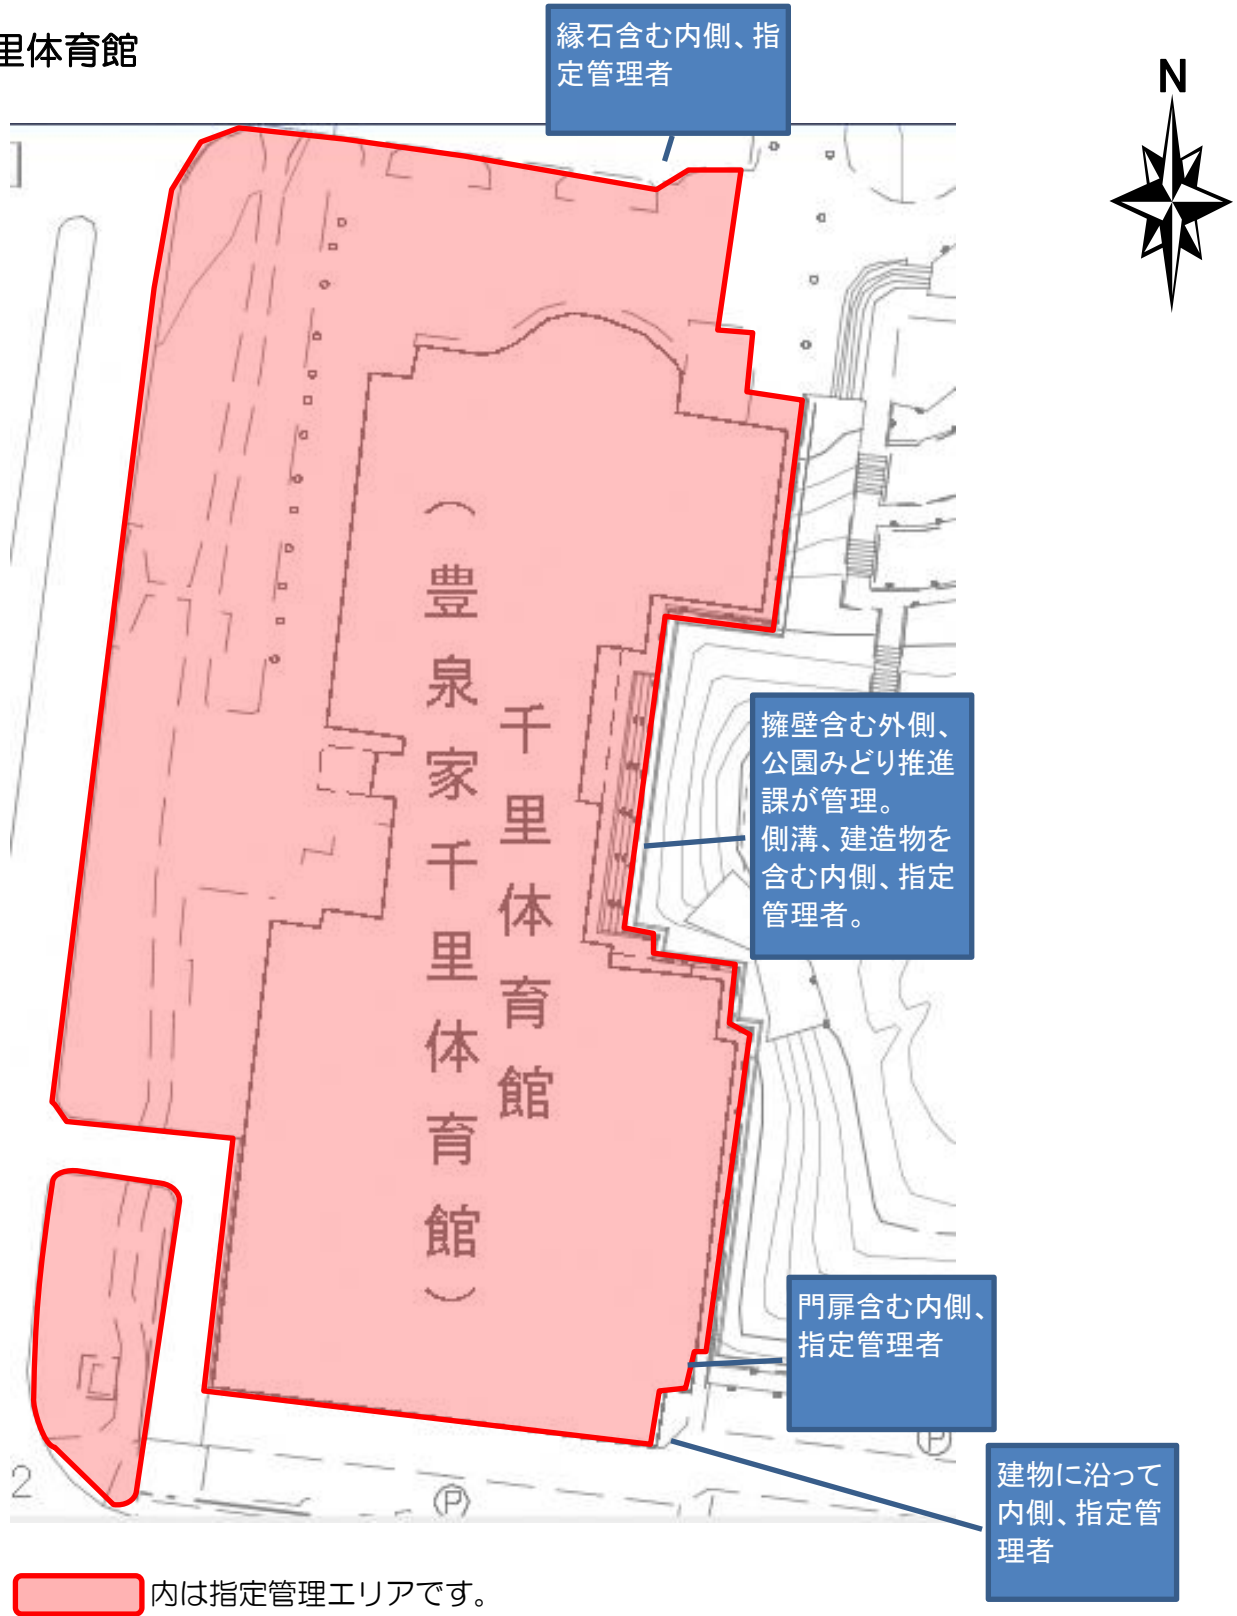 里体育館
縁石含む内側、指
定管理者
N
千里体育館
（豊泉家千里体育館）
擁壁含む外側、
公園みどり推進
課が管理。
側溝、建造物を
含む内側、指定
管理者。
門扉含む内側、
指定管理者
P
建物に沿って
内側、指定管
理者
2
P
内は指定管理エリアです。